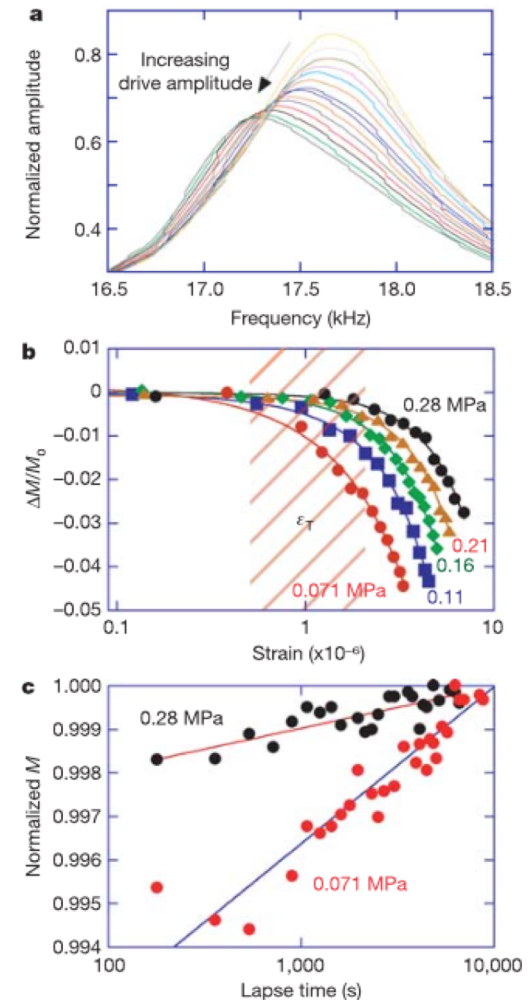 a
0.8
0.6
0.4
Normalized amplitude
Increasing
drive amplitude
16.5 17.0 17.5 18.0 18.5
Frequency (kHz)
b
0.01
0
−0.01
−0.02
−0.03
−0.04
−0.05
ΔM/M₀
0.28 MPa
εT
0.21
0.16
0.071 MPa
0.11
0.1 1 10
Strain (x10⁻⁶)
c
1.000
0.999
0.998
0.997
0.996
0.995
0.994
Normalized M
0.28 MPa
0.071 MPa
100 1,000 10,000
Lapse time (s)